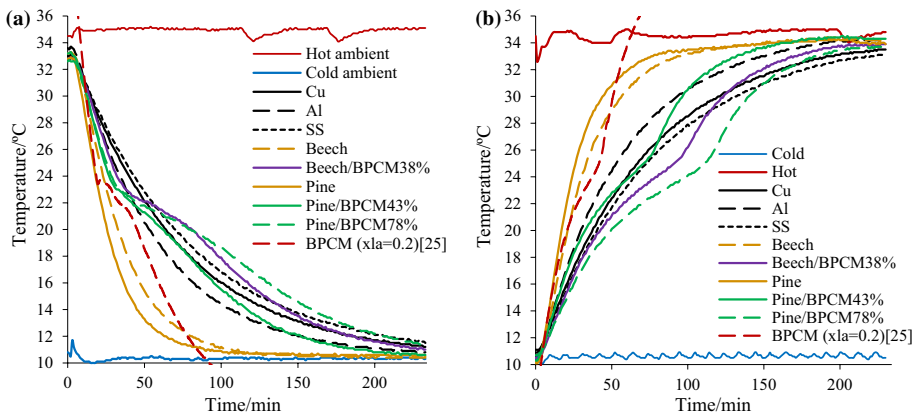 (a)
Temperature/ºC
36
34
32
30
28
26
24
22
20
18
16
14
12
10
0
50
100
150
200
Time/min
Hot ambient
Cold ambient
Cu
Al
SS
Beech
Beech/BPCM38%
Pine
Pine/BPCM43%
Pine/BPCM78%
BPCM (xla=0.2)[25]
(b)
Temperature/ºC
36
34
32
30
28
26
24
22
20
18
16
14
12
10
0
50
100
150
200
Time/min
Cold
Hot
Cu
Al
SS
Beech
Beech/BPCM38%
Pine
Pine/BPCM43%
Pine/BPCM78%
BPCM (xla=0.2)[25]